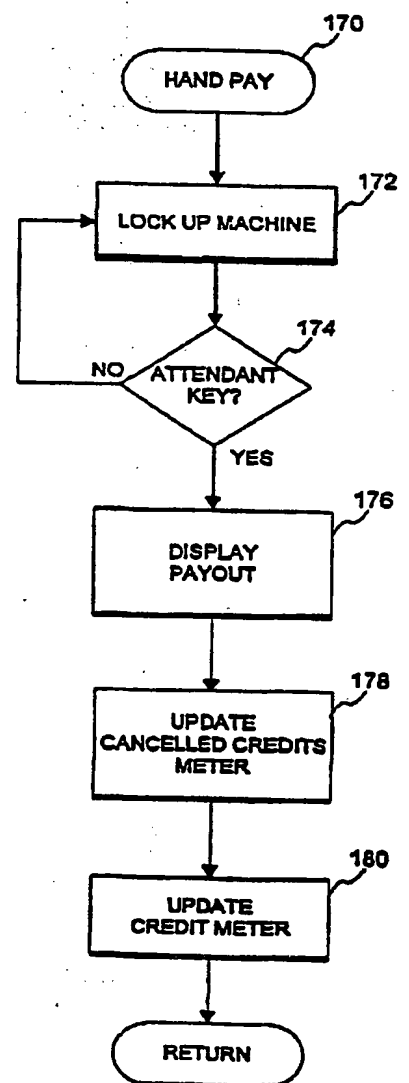 170
HAND PAY
172
LOCK UP MACHINE
174
NO
ATTENDANT
KEY?
YES
176
DISPLAY
PAYOUT
178
UPDATE
CANCELLED CREDITS
METER
180
UPDATE
CREDIT METER
RETURN